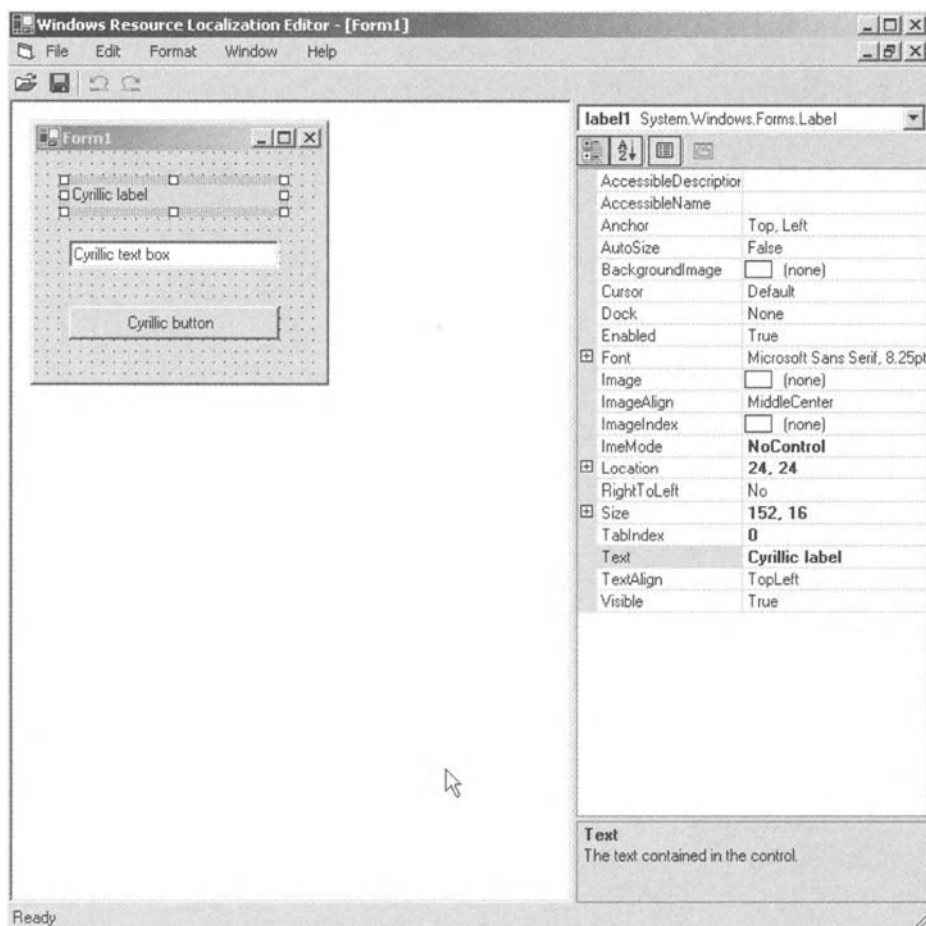 Windows Resource Localization Editor - [Form1]
File Edit Format Window Help
Form1
Cyrillic label
Cyrillic text box
Cyrillic button
label1 System.Windows.Forms.Label
AccessibleDescription
AccessibleName
Anchor Top, Left
AutoSize False
BackgroundImage (none)
Cursor Default
Dock None
Enabled True
Font Microsoft Sans Serif, 8.25pt
Image (none)
ImageAlign MiddleCenter
ImageIndex (none)
ImeMode NoControl
Location 24, 24
RightToLeft No
Size 152, 16
TabIndex 0
Text Cyrillic label
TextAlign TopLeft
Visible True
Text
The text contained in the control.
Ready